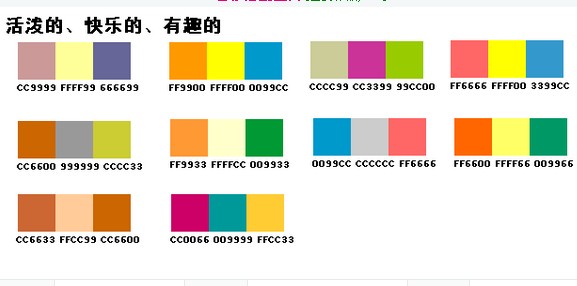 活泼的、快乐的、有趣的
CC9999 FFFF99 666699
FF9900 FFFF00 0099CC
CCCC99 CC3399 99CC00
FF6666 FFFF00 3399CC
CC6600 999999 CCCC33
FF9933 FFFFCC 009933
0099CC CCCCCC FF6666
FF6600 FFFF66 009966
CC6633 FFCC99 CC6600
CC0066 009999 FFCC33